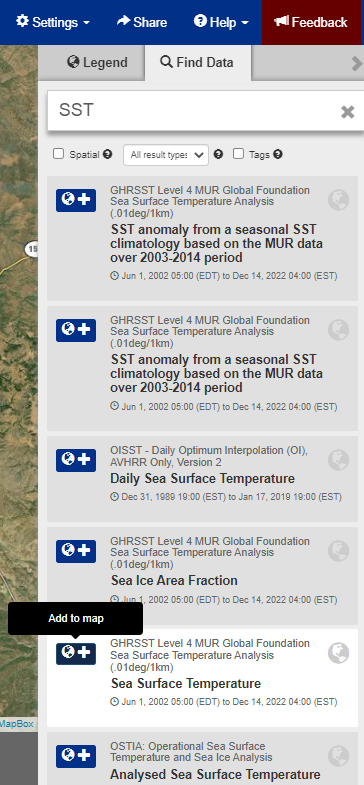 Settings
Share
Help
Feedback
Legend
Find Data
SST
Spatial
All result types
Tags
GHRSST Level 4 MUR Global Foundation
Sea Surface Temperature Analysis
(.01deg/1km)
SST anomaly from a seasonal SST
climatology based on the MUR data
over 2003-2014 period
Jun 1, 2002 05:00 (EDT) to Dec 14, 2022 04:00 (EST)
15
GHRSST Level 4 MUR Global Foundation
Sea Surface Temperature Analysis
(.01deg/1km)
SST anomaly from a seasonal SST
climatology based on the MUR data
over 2003-2014 period
Jun 1, 2002 05:00 (EDT) to Dec 14, 2022 04:00 (EST)
OISST - Daily Optimum Interpolation (OI),
AVHRR Only, Version 2
Daily Sea Surface Temperature
Dec 31, 1989 19:00 (EST) to Jan 17, 2019 19:00 (EST)
GHRSST Level 4 MUR Global Foundation
Sea Surface Temperature Analysis
(.01deg/1km)
Sea Ice Area Fraction
Jun 1, 2002 05:00 (EDT) to Dec 14, 2022 04:00 (EST)
Add to map
GHRSST Level 4 MUR Global Foundation
Sea Surface Temperature Analysis
(.01deg/1km)
Sea Surface Temperature
Jun 1, 2002 05:00 (EDT) to Dec 14, 2022 04:00 (EST)
MapBox
OSTIA: Operational Sea Surface
Temperature and Sea Ice Analysis
Analysed Sea Surface Temperature